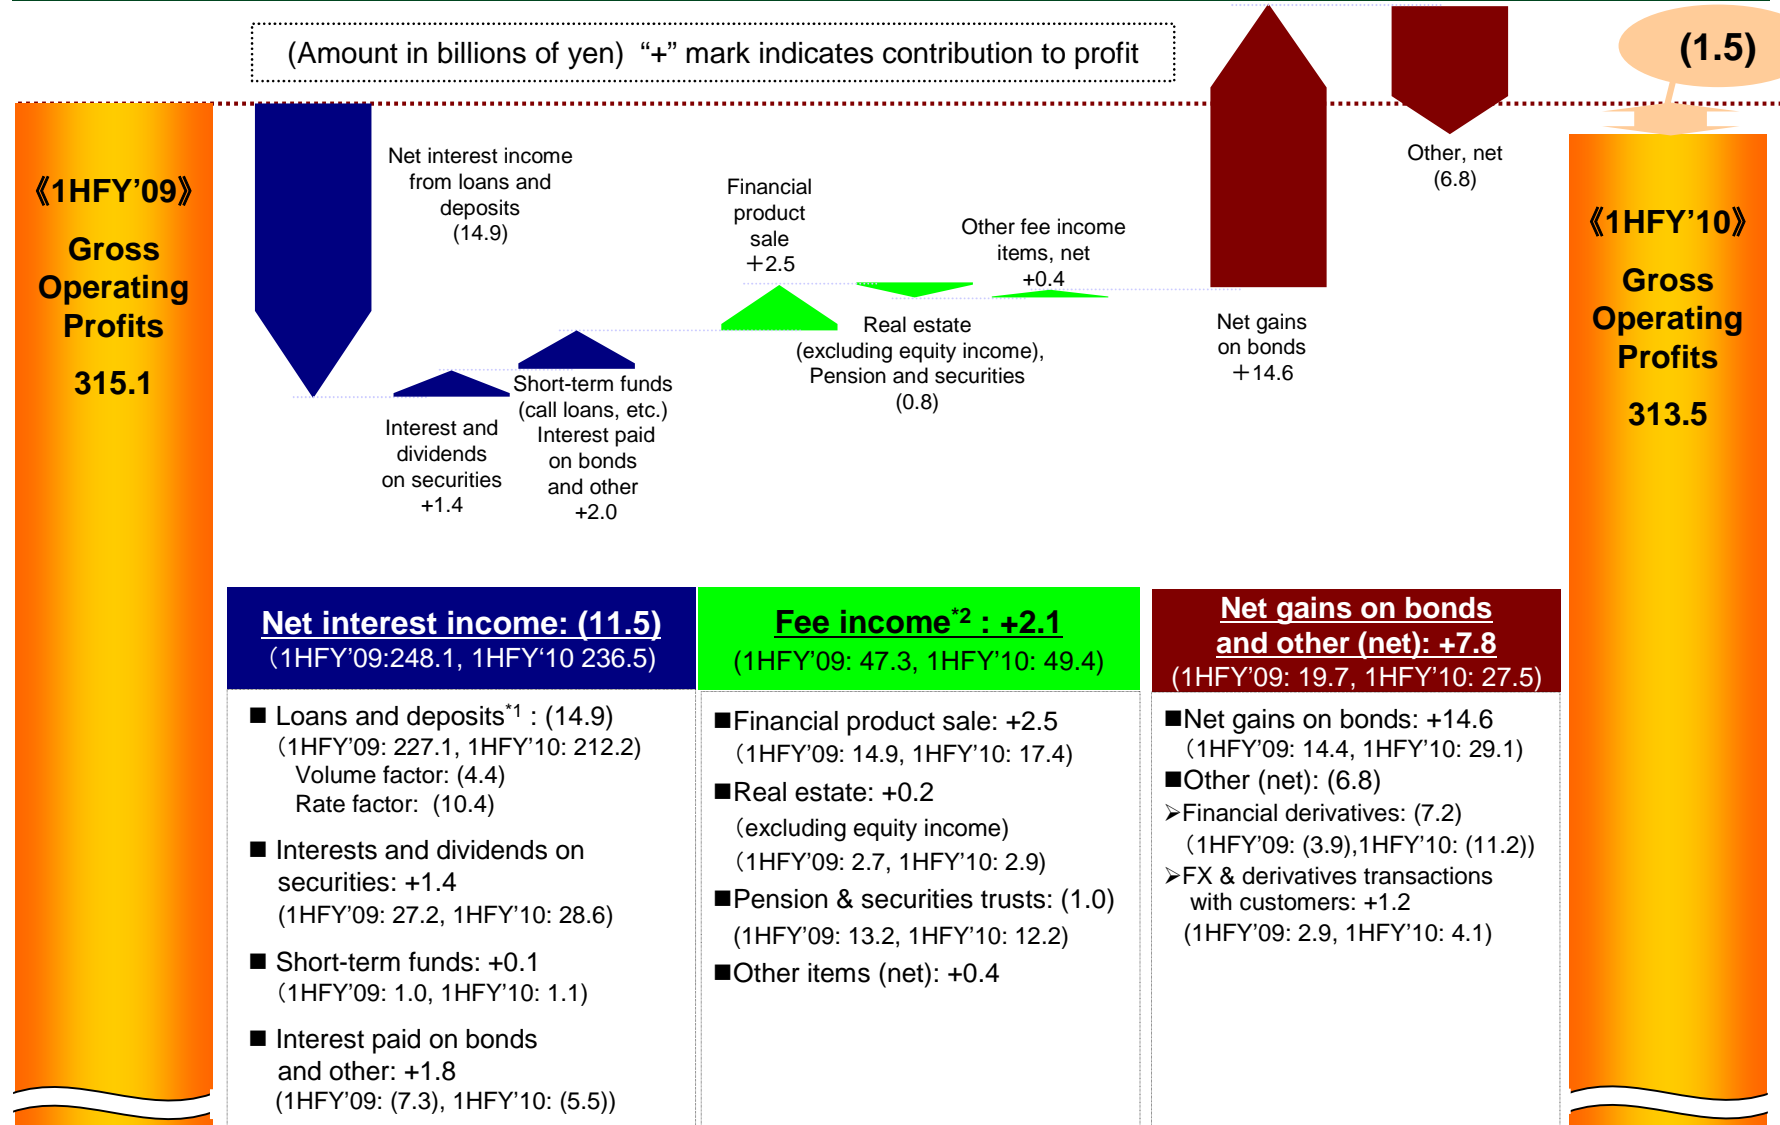 (Amount in billions of yen) “+” mark indicates contribution to profit
(1.5)
《1HFY’09》
Gross
Operating
Profits
315.1
Net interest income
from loans and
deposits
(14.9)
Interest and
dividends
on securities
+1.4
Short-term funds
(call loans, etc.)
Interest paid
on bonds
and other
+2.0
Financial
product
sale
＋2.5
Real estate
(excluding equity income),
Pension and securities
(0.8)
Other fee income
items, net
+0.4
Net gains
on bonds
＋14.6
Other, net
(6.8)
《1HFY’10》
Gross
Operating
Profits
313.5
Net interest income: (11.5)
（1HFY’09:248.1, 1HFY‘10 236.5)
■ Loans and deposits*1 : (14.9)
（1HFY’09: 227.1, 1HFY’10: 212.2)
Volume factor: (4.4)
Rate factor: (10.4)
■ Interests and dividends on
securities: +1.4
(1HFY’09: 27.2, 1HFY’10: 28.6)
■ Short-term funds: +0.1
（1HFY’09: 1.0, 1HFY’10: 1.1)
■ Interest paid on bonds
and other: +1.8
(1HFY’09: (7.3), 1HFY’10: (5.5))
Fee income*2 : +2.1
(1HFY’09: 47.3, 1HFY’10: 49.4)
■Financial product sale: +2.5
（1HFY’09: 14.9, 1HFY’10: 17.4)
■Real estate: +0.2
（excluding equity income)
（1HFY’09: 2.7, 1HFY’10: 2.9)
■Pension & securities trusts: (1.0)
(1HFY’09: 13.2, 1HFY’10: 12.2)
■Other items (net): +0.4
Net gains on bonds
and other (net): +7.8
(1HFY’09: 19.7, 1HFY’10: 27.5)
■Net gains on bonds: +14.6
（1HFY’09: 14.4, 1HFY’10: 29.1)
■Other (net): (6.8)
➢Financial derivatives: (7.2)
（1HFY’09: (3.9),1HFY’10: (11.2))
➢FX & derivatives transactions
with customers: +1.2
(1HFY’09: 2.9, 1HFY’10: 4.1)